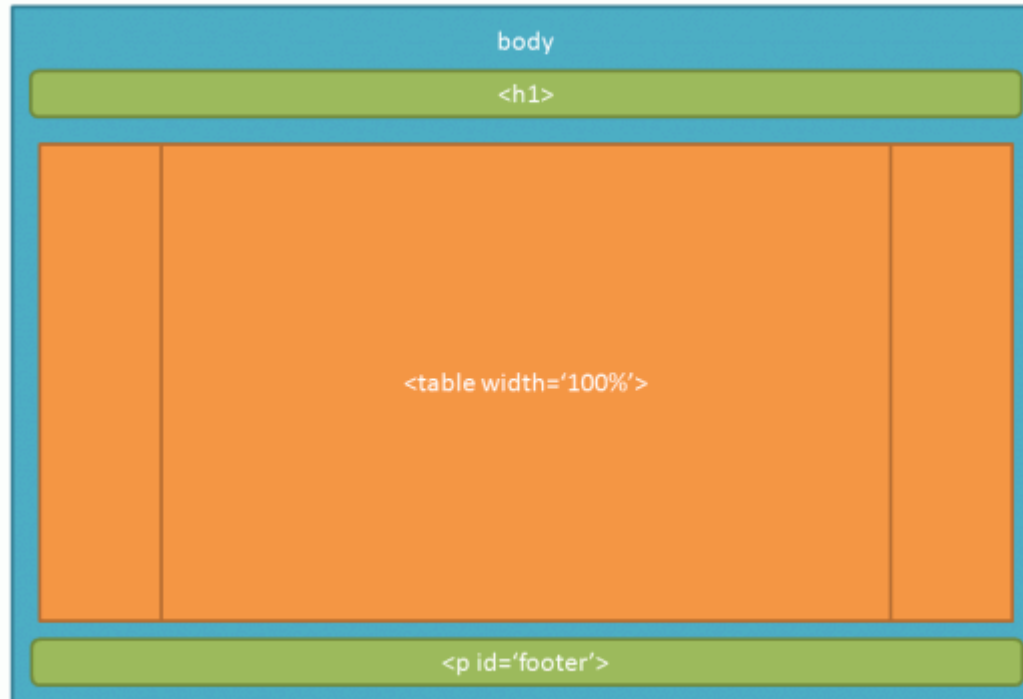 body
<h1>
<table width=‘100%’>
<p id=‘footer’>